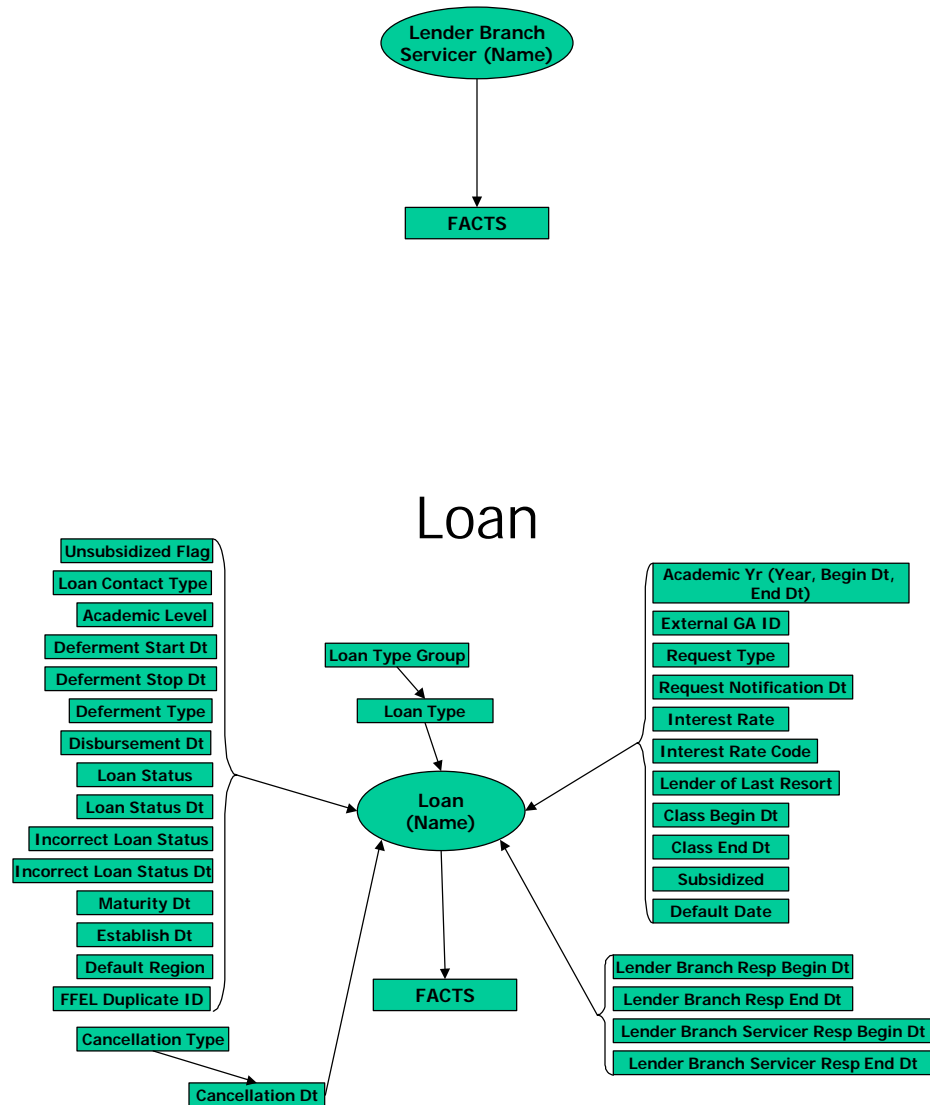 Lender Branch
Servicer (Name)
FACTS
Loan
Unsubsidized Flag
Loan Contact Type
Academic Level
Deferment Start Dt
Deferment Stop Dt
Deferment Type
Disbursement Dt
Loan Status
Loan Status Dt
Incorrect Loan Status
Incorrect Loan Status Dt
Maturity Dt
Establish Dt
Default Region
FFEL Duplicate ID
Cancellation Type
Cancellation Dt
Loan Type Group
Loan Type
Loan
(Name)
FACTS
Academic Yr (Year, Begin Dt,
End Dt)
External GA ID
Request Type
Request Notification Dt
Interest Rate
Interest Rate Code
Lender of Last Resort
Class Begin Dt
Class End Dt
Subsidized
Default Date
Lender Branch Resp Begin Dt
Lender Branch Resp End Dt
Lender Branch Servicer Resp Begin Dt
Lender Branch Servicer Resp End Dt